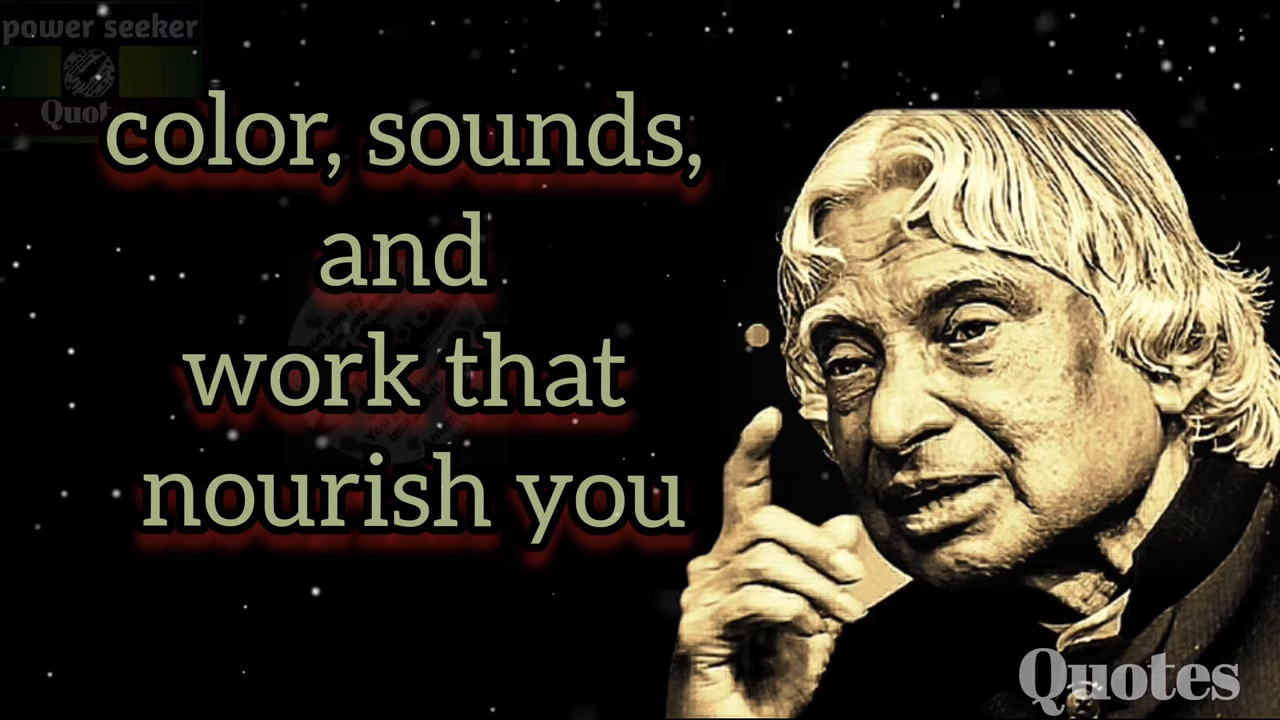 power seeker
Quot
color, sounds,
and
work that
nourish you
Quotes